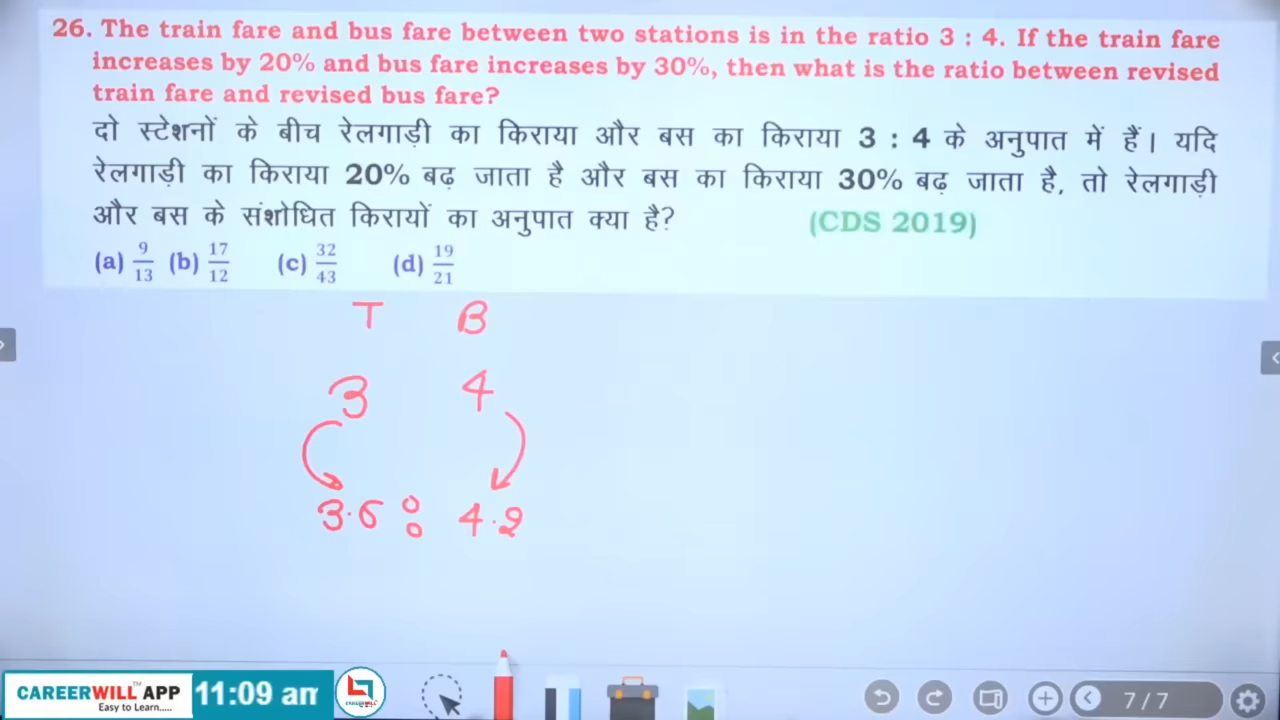 26. The train fare and bus fare between two stations is in the ratio 3 : 4. If the train fare
increases by 20% and bus fare increases by 30%, then what is the ratio between revised
train fare and revised bus fare?
दो स्टेशनों के बीच रेलगाड़ी का किराया और बस का किराया 3 : 4 के अनुपात में हैं। यदि
रेलगाड़ी का किराया 20% बढ़ जाता है और बस का किराया 30% बढ़ जाता है, तो रेलगाड़ी
और बस के संशोधित किरायों का अनुपात क्या है? (CDS 2019)
(a) 9/13 (b) 17/12 (c) 32/43 (d) 19/21
T B
3 4
3.6 : 4.2
CAREERWILL APP
Easy to Learn.....
11:09 am
CAREERWILL
7/7